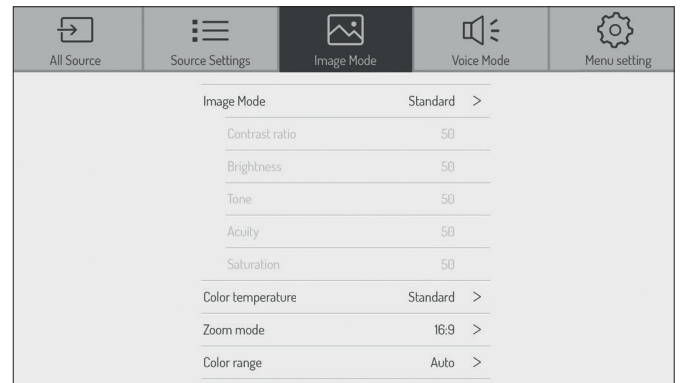 All Source Source Settings Image Mode Voice Mode Menu setting
Image Mode Standard >
Contrast ratio 50
Brightness 50
Tone 50
Acuity 50
Saturation 50
Color temperature Standard >
Zoom mode 16:9 >
Color range Auto >